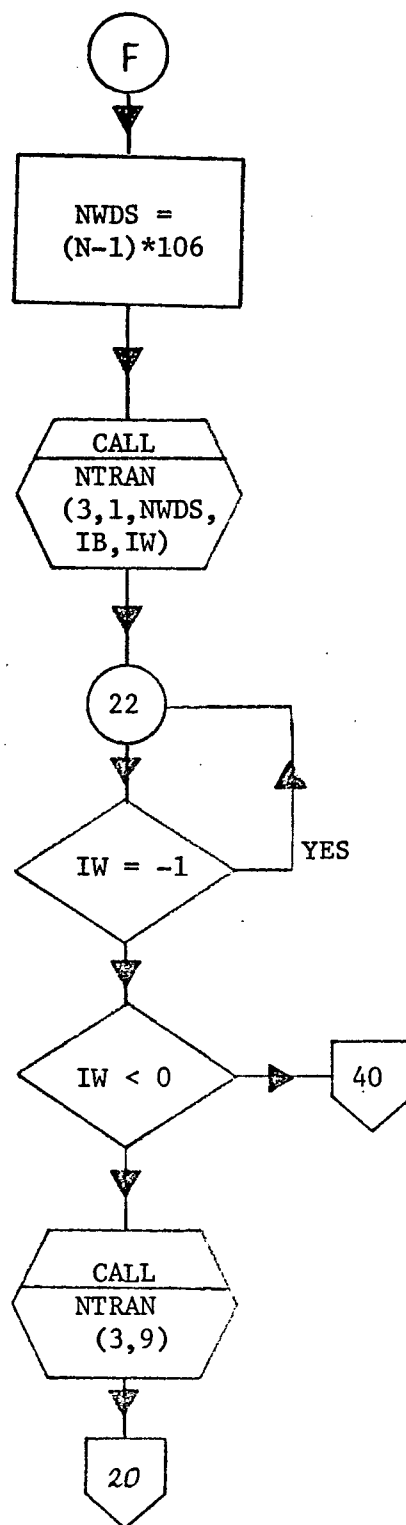 F
NWDS =
(N-1)*106
CALL
NTRAN
(3,1,NWDS,
IB,IW)
22
IW = -1
YES
IW < 0
40
CALL
NTRAN
(3,9)
20